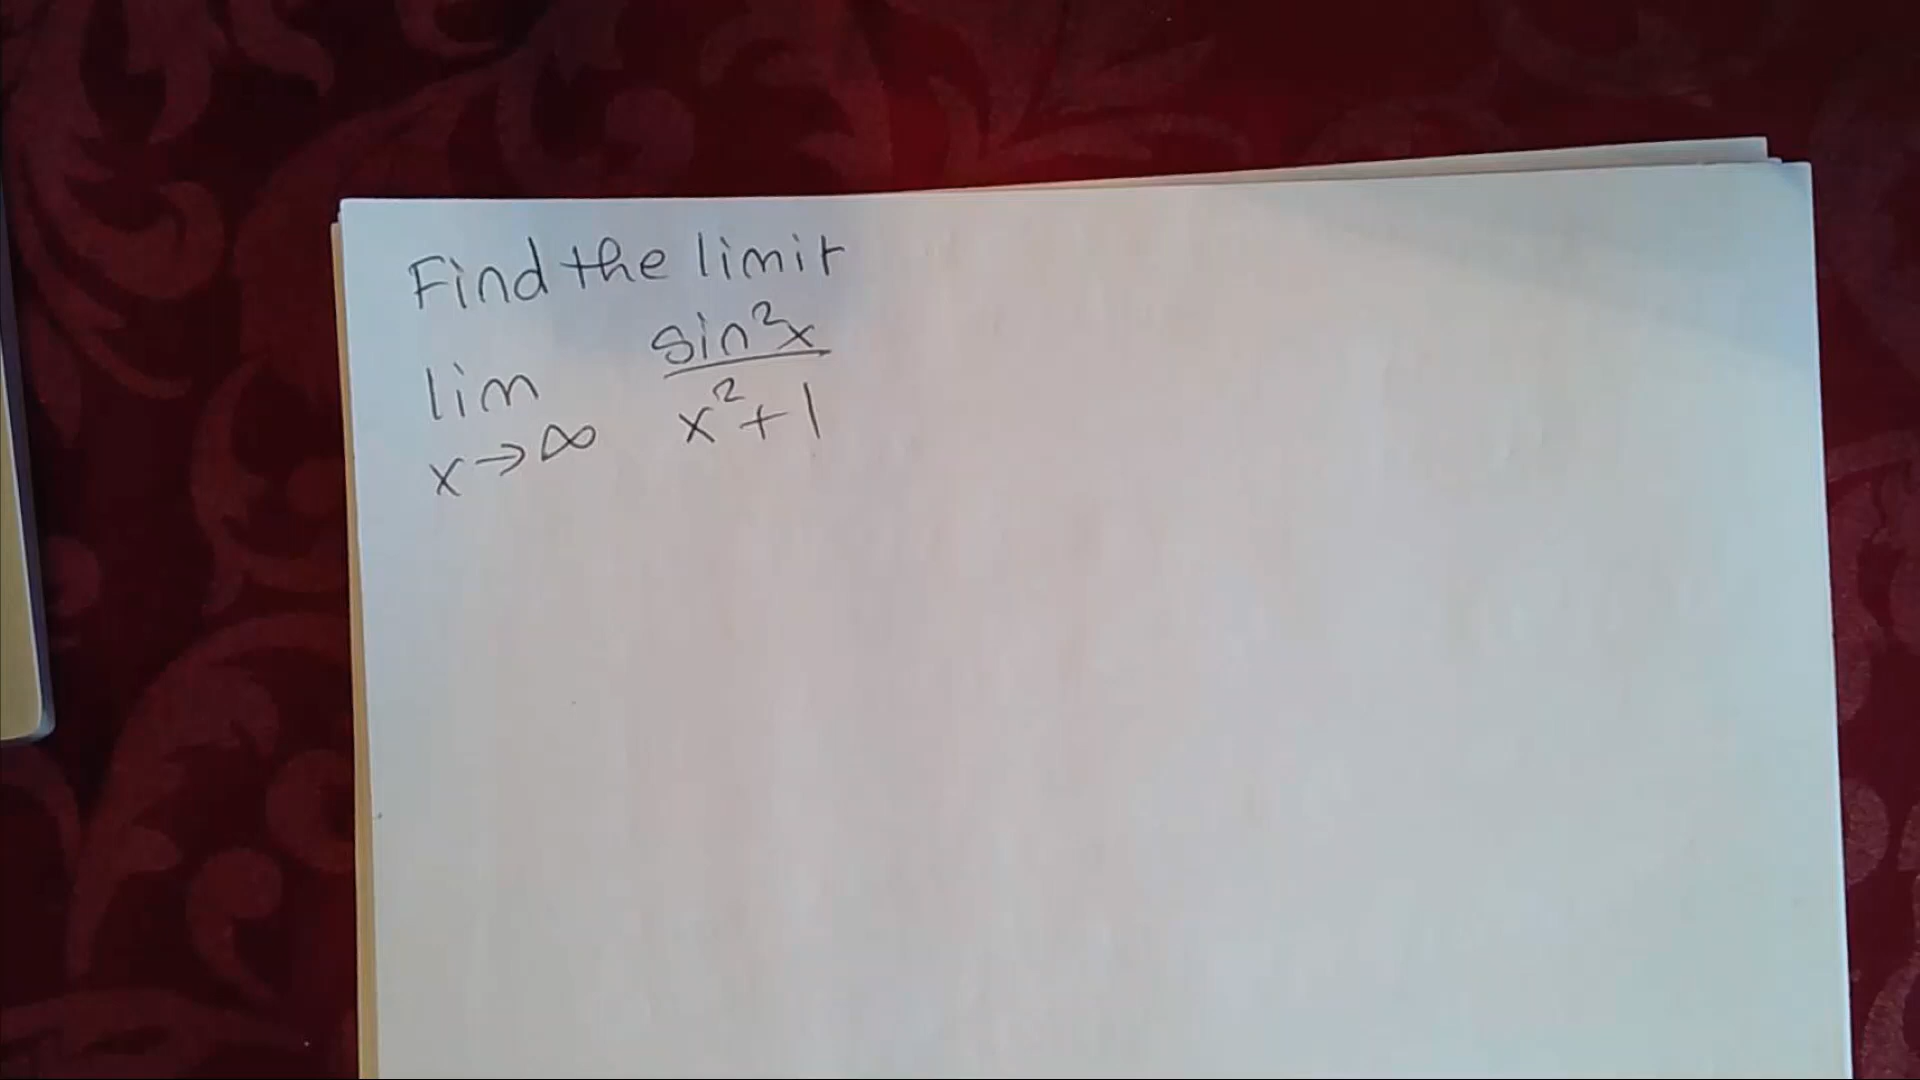 Find the limit
lim sin²x / x²+1
x→∞